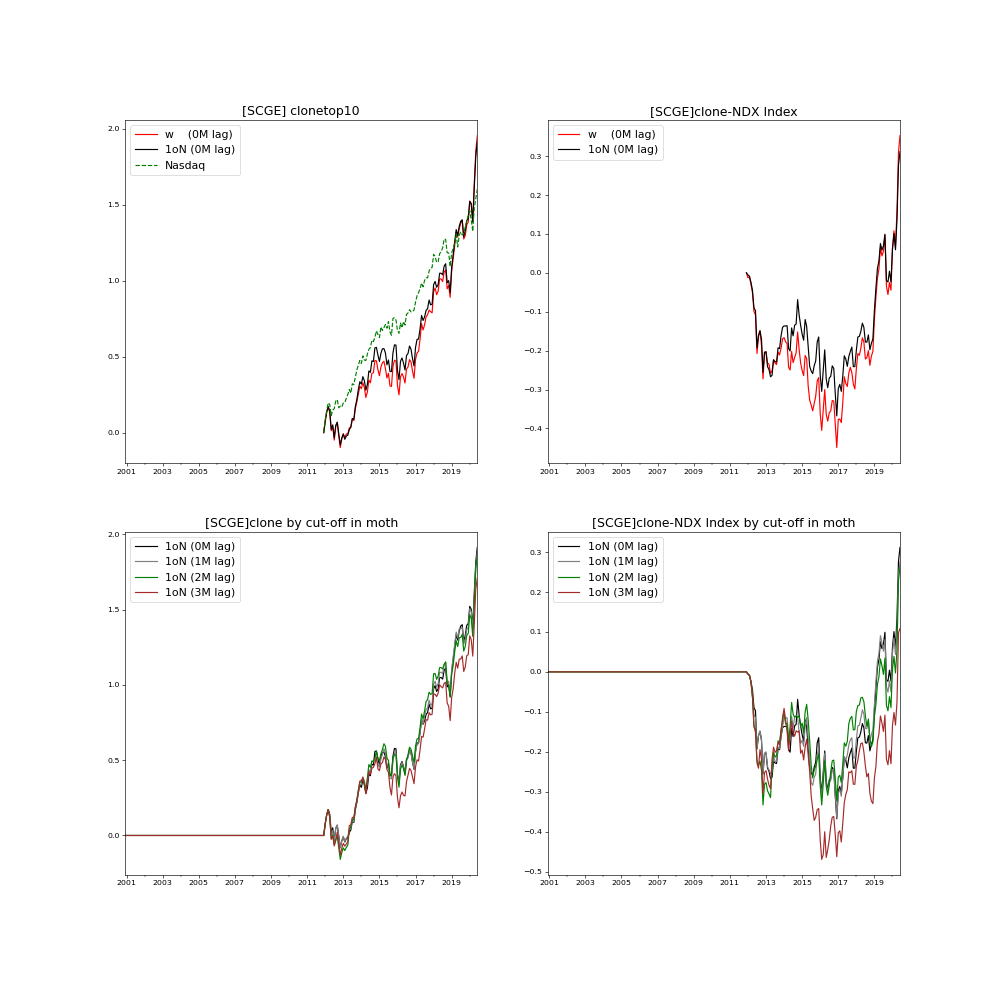 [SCGE] clonetop10
w (0M lag)
1oN (0M lag)
Nasdaq
2.0
1.5
1.0
0.5
0.0
2001 2003 2005 2007 2009 2011 2013 2015 2017 2019
[SCGE]clone-NDX Index
w (0M lag)
1oN (0M lag)
0.3
0.2
0.1
0.0
−0.1
−0.2
−0.3
−0.4
2001 2003 2005 2007 2009 2011 2013 2015 2017 2019
[SCGE]clone by cut-off in moth
1oN (0M lag)
1oN (1M lag)
1oN (2M lag)
1oN (3M lag)
2.0
1.5
1.0
0.5
0.0
2001 2003 2005 2007 2009 2011 2013 2015 2017 2019
[SCGE]clone-NDX Index by cut-off in moth
1oN (0M lag)
1oN (1M lag)
1oN (2M lag)
1oN (3M lag)
0.3
0.2
0.1
0.0
−0.1
−0.2
−0.3
−0.4
−0.5
2001 2003 2005 2007 2009 2011 2013 2015 2017 2019